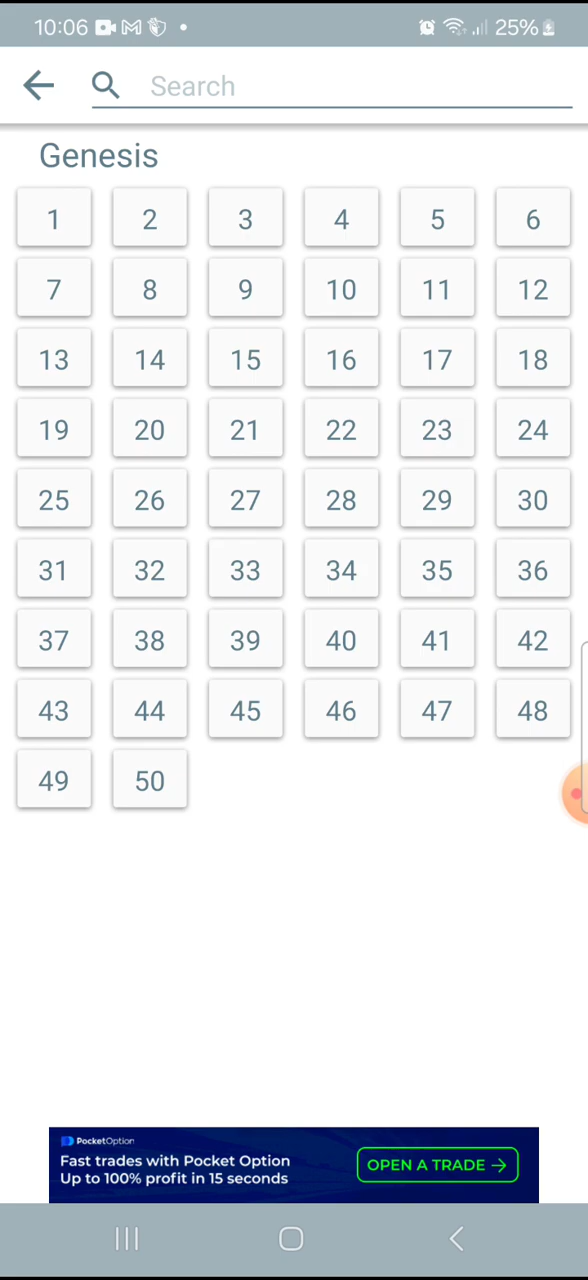 10:06 25%
Search
Genesis
1 2 3 4 5 6
7 8 9 10 11 12
13 14 15 16 17 18
19 20 21 22 23 24
25 26 27 28 29 30
31 32 33 34 35 36
37 38 39 40 41 42
43 44 45 46 47 48
49 50
PocketOption
Fast trades with Pocket Option
Up to 100% profit in 15 seconds
OPEN A TRADE →